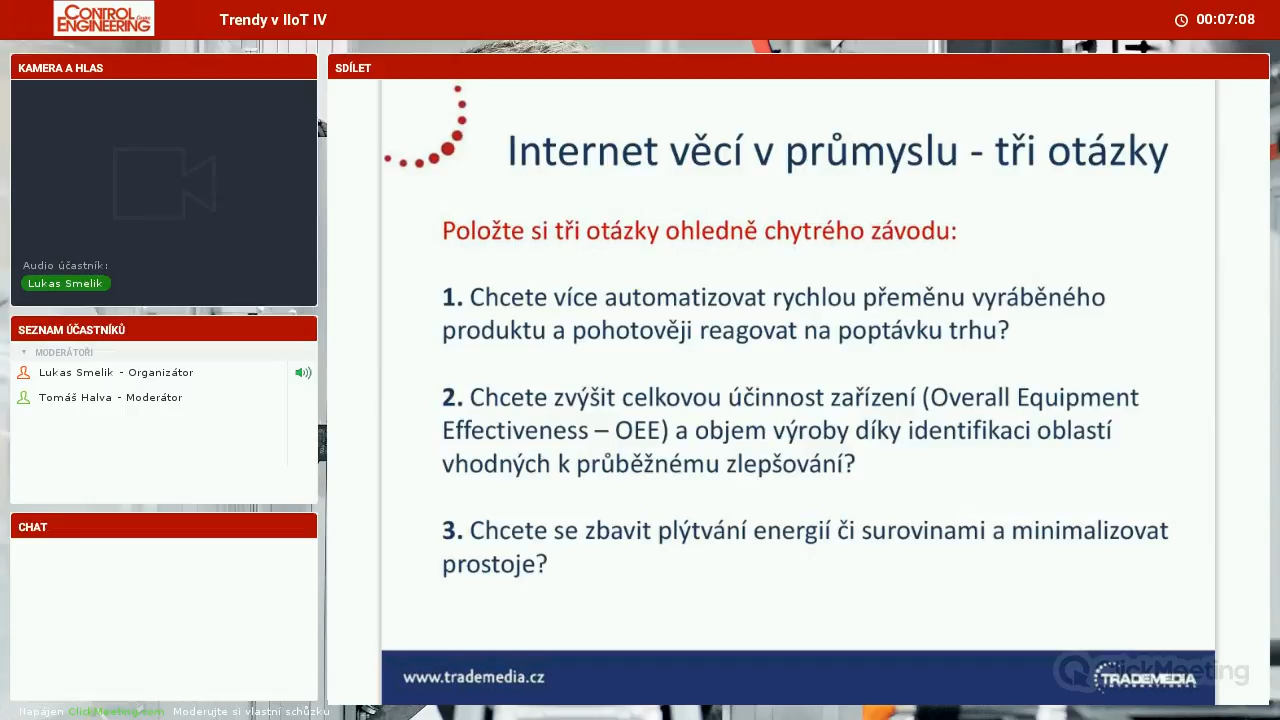 CONTROL
ENGINEERING
Trendy v IIoT IV
00:07:08
KAMERA A HLAS
Audio účastník:
Lukas Smelik
SEZNAM ÚČASTNÍKŮ
MODERÁTOŘI
Lukas Smelik - Organizátor
Tomáš Halva - Moderátor
CHAT
Napájen ClickMeeting.com Moderujte si vlastní schůzku
SDÍLET
Internet věcí v průmyslu - tři otázky
Položte si tři otázky ohledně chytrého závodu:
1. Chcete více automatizovat rychlou přeměnu vyráběného
produktu a pohotověji reagovat na poptávku trhu?
2. Chcete zvýšit celkovou účinnost zařízení (Overall Equipment
Effectiveness – OEE) a objem výroby díky identifikaci oblastí
vhodných k průběžnému zlepšování?
3. Chcete se zbavit plýtvání energií či surovinami a minimalizovat
prostoje?
www.trademedia.cz
TRADEMEDIA
INTERNATIONAL
ClickMeeting